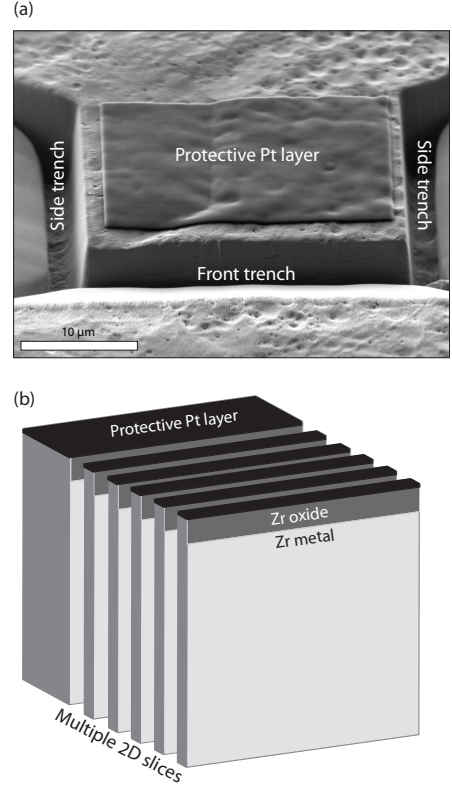 (a)
Protective Pt layer
Side trench
Side trench
Front trench
10 µm
(b)
Protective Pt layer
Zr oxide
Zr metal
Multiple 2D slices